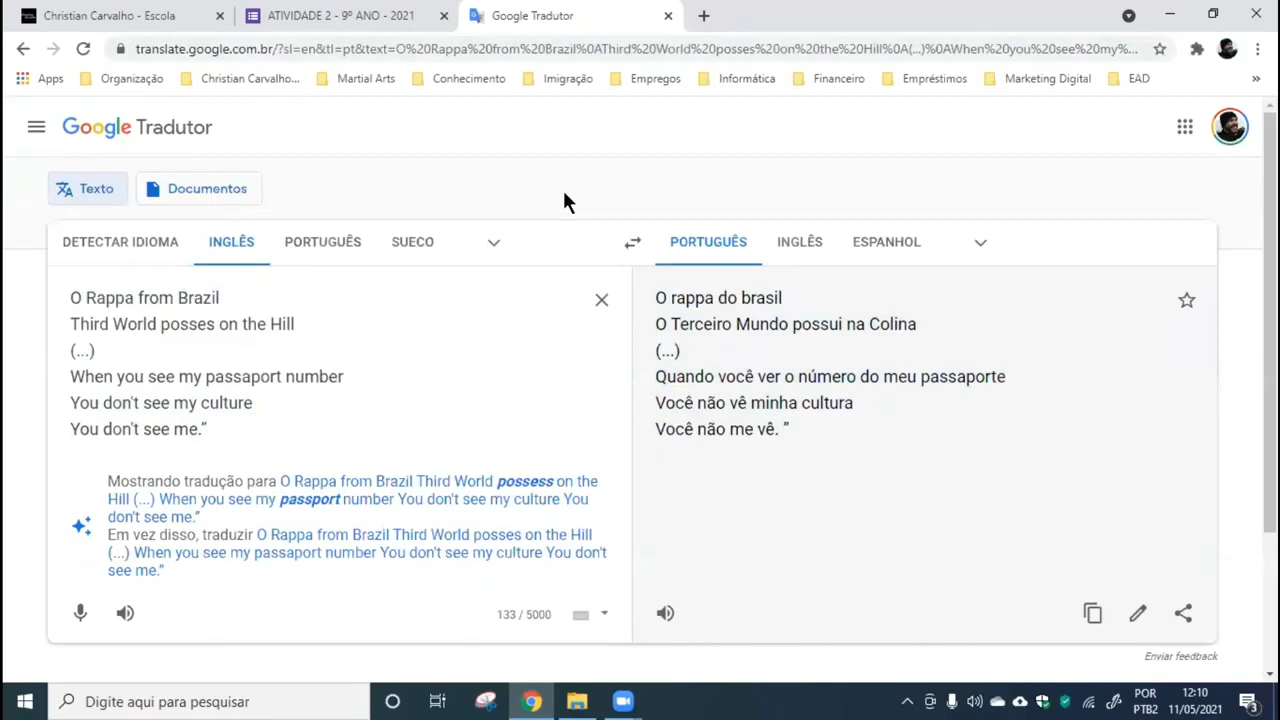 Christian Carvalho - Escola
ATIVIDADE 2 - 9º ANO - 2021
Google Tradutor
translate.google.com.br/?sl=en&tl=pt&text=O%20Rappa%20from%20Brazil%0AThird%20World%20posses%20on%20the%20Hill%0A(...)%0AWhen%20you%20see%20my%...
Apps
Organização
Christian Carvalho...
Martial Arts
Conhecimento
Imigração
Empregos
Informática
Financeiro
Empréstimos
Marketing Digital
EAD
»
Google Tradutor
Texto
Documentos
DETECTAR IDIOMA
INGLÊS
PORTUGUÊS
SUECO
PORTUGUÊS
INGLÊS
ESPANHOL
O Rappa from Brazil
Third World posses on the Hill
(...)
When you see my passaport number
You don't see my culture
You don't see me.”
Mostrando tradução para O Rappa from Brazil Third World possess on the
Hill (...) When you see my passport number You don't see my culture You
don't see me.”
Em vez disso, traduzir O Rappa from Brazil Third World posses on the Hill
(...) When you see my passaport number You don't see my culture You don't
see me.”
133 / 5000
O rappa do brasil
O Terceiro Mundo possui na Colina
(...)
Quando você ver o número do meu passaporte
Você não vê minha cultura
Você não me vê. ”
Enviar feedback
Digite aqui para pesquisar
POR
PTB2
12:10
11/05/2021
3